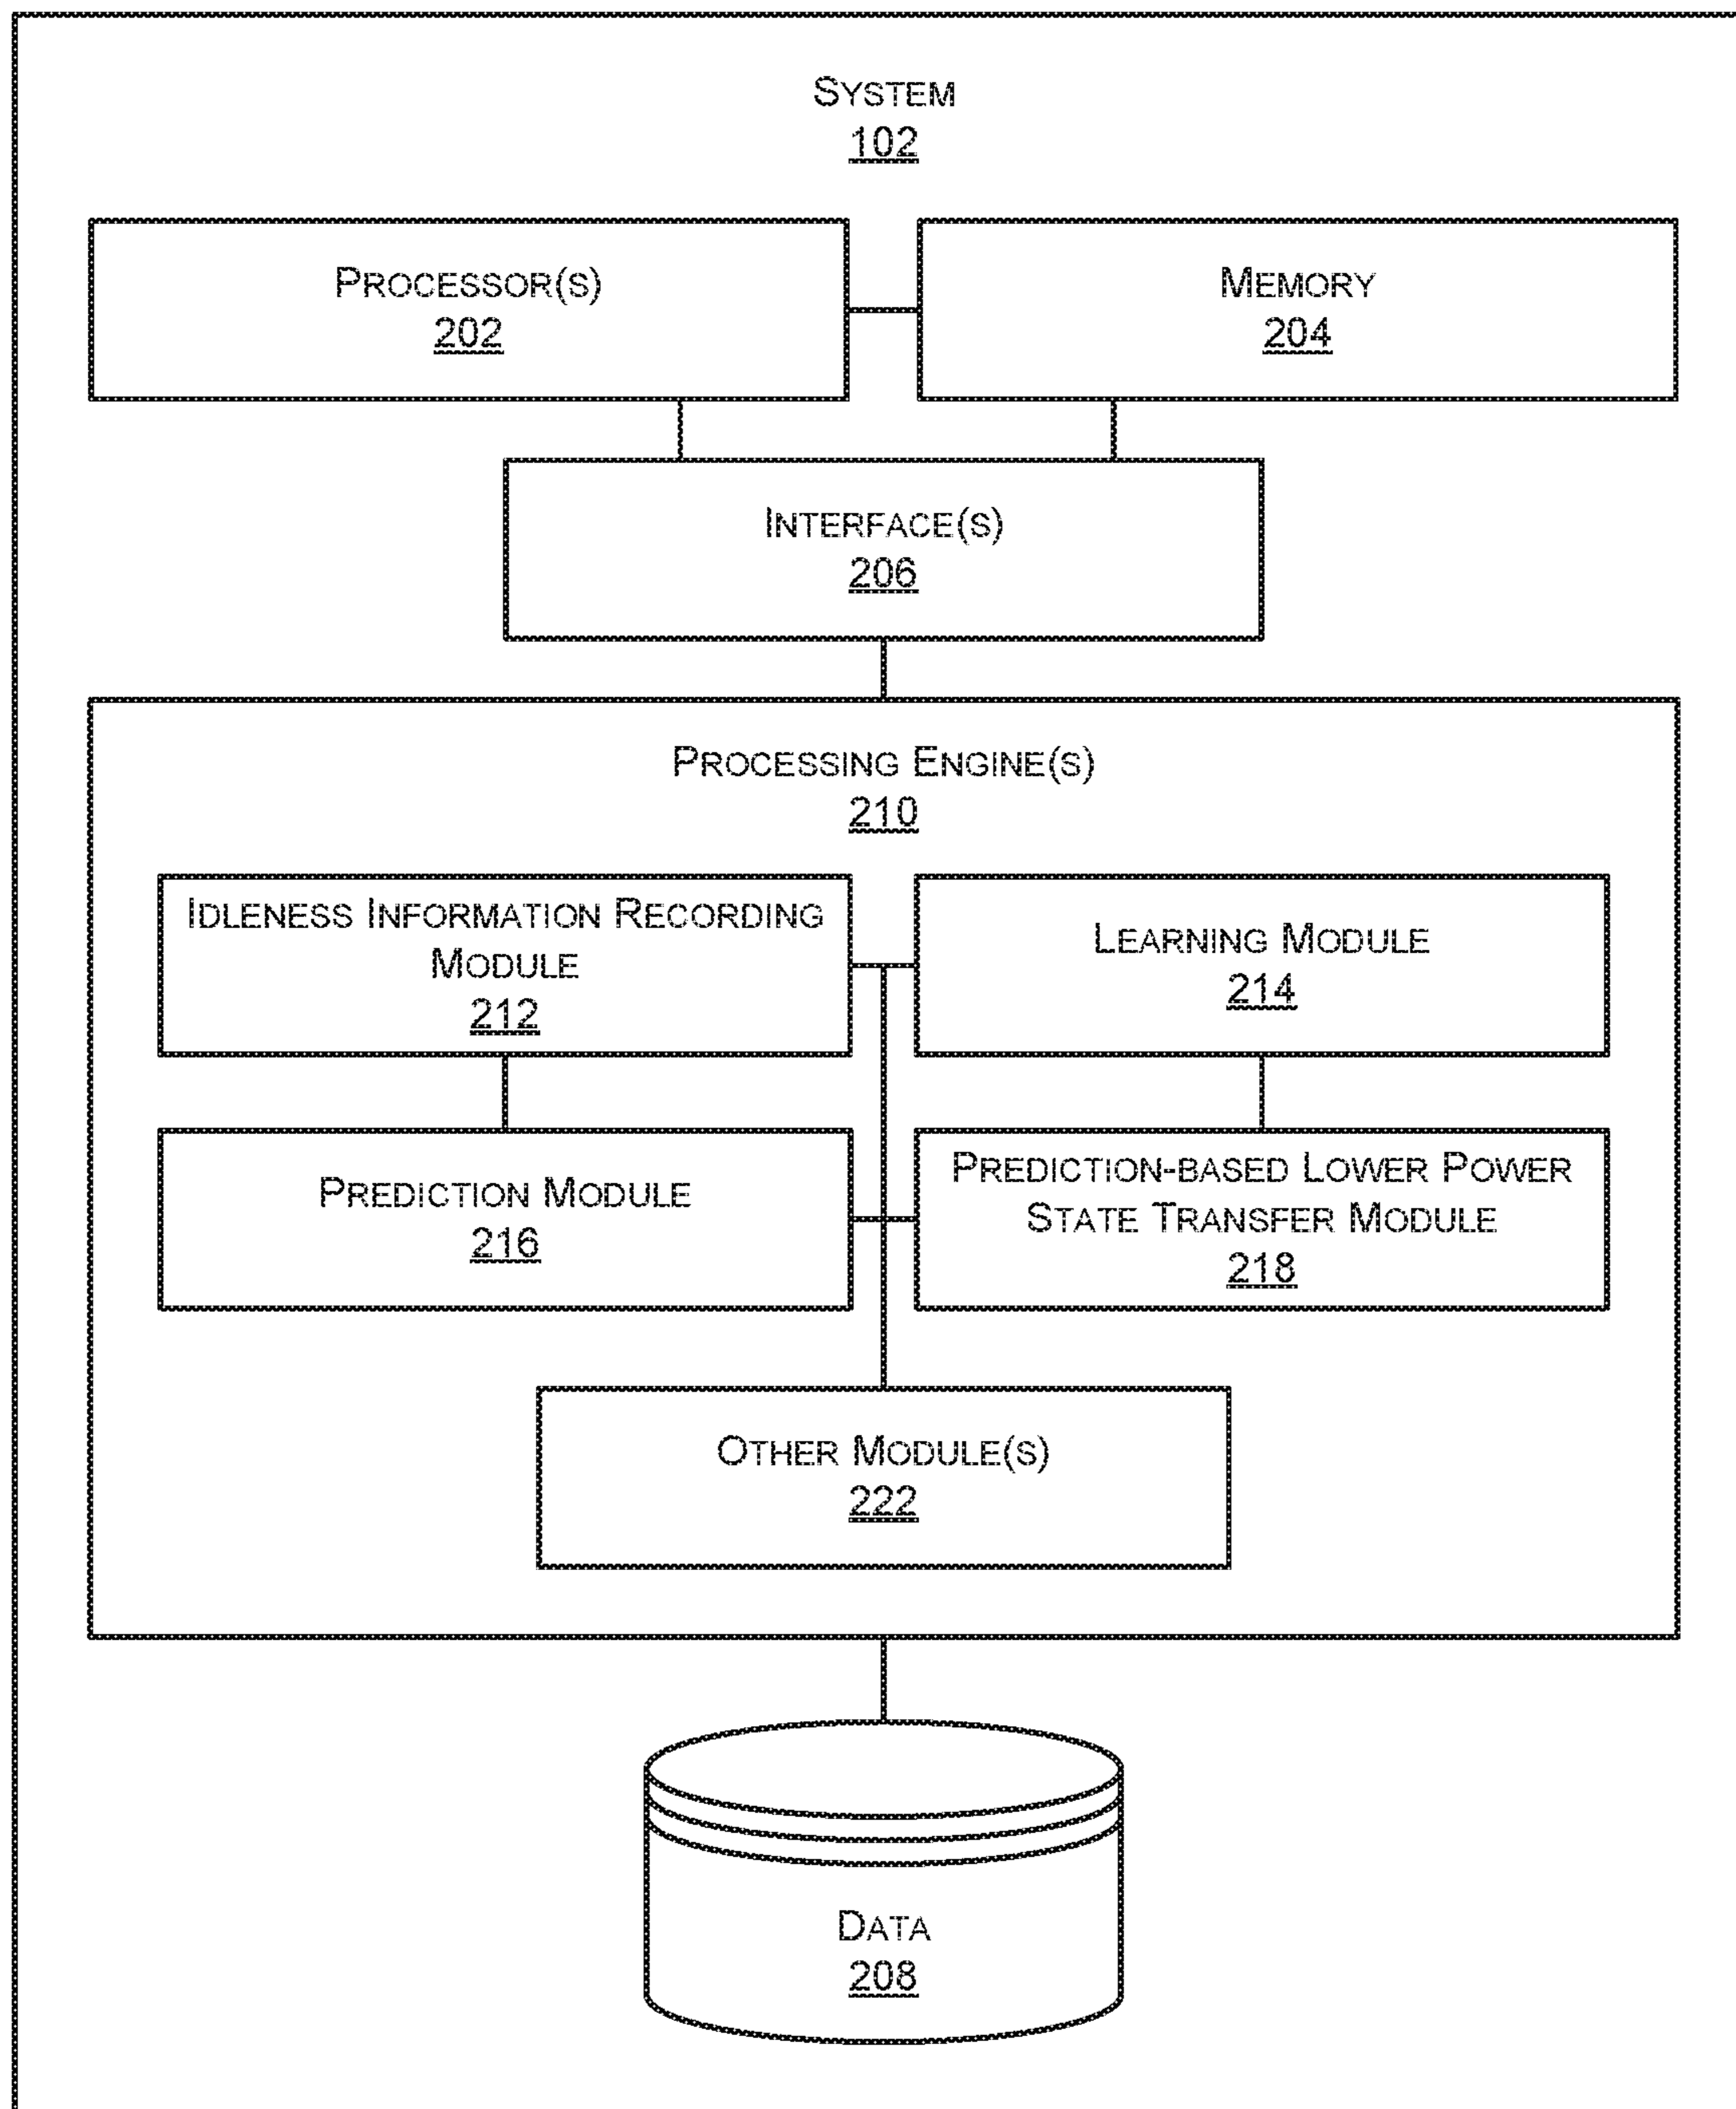 SYSTEM
102
PROCESSOR(S)
202
MEMORY
204
INTERFACE(S)
206
PROCESSING ENGINE(S)
210
IDLENESS INFORMATION RECORDING
MODULE
212
LEARNING MODULE
214
PREDICTION MODULE
216
PREDICTION-BASED LOWER POWER
STATE TRANSFER MODULE
218
OTHER MODULE(S)
222
DATA
208